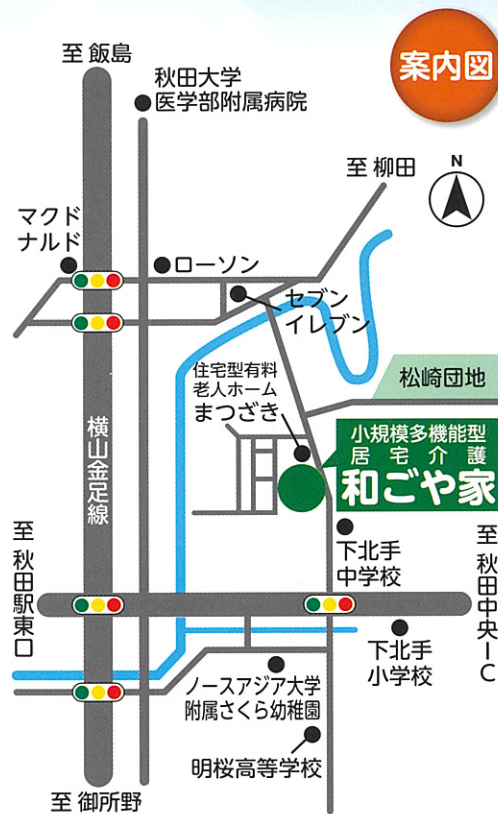 案内図
至 飯島
秋田大学
医学部附属病院
至 柳田
N
マクド
ナルド
ローソン
セブン
イレブン
住宅型有料
老人ホーム
まつざき
松崎団地
小規模多機能型
居宅介護
和ごや家
横山金足線
下北手
中学校
至 秋田駅東口
至 秋田中央IC
下北手
小学校
ノースアジア大学
附属さくら幼稚園
明桜高等学校
至 御所野